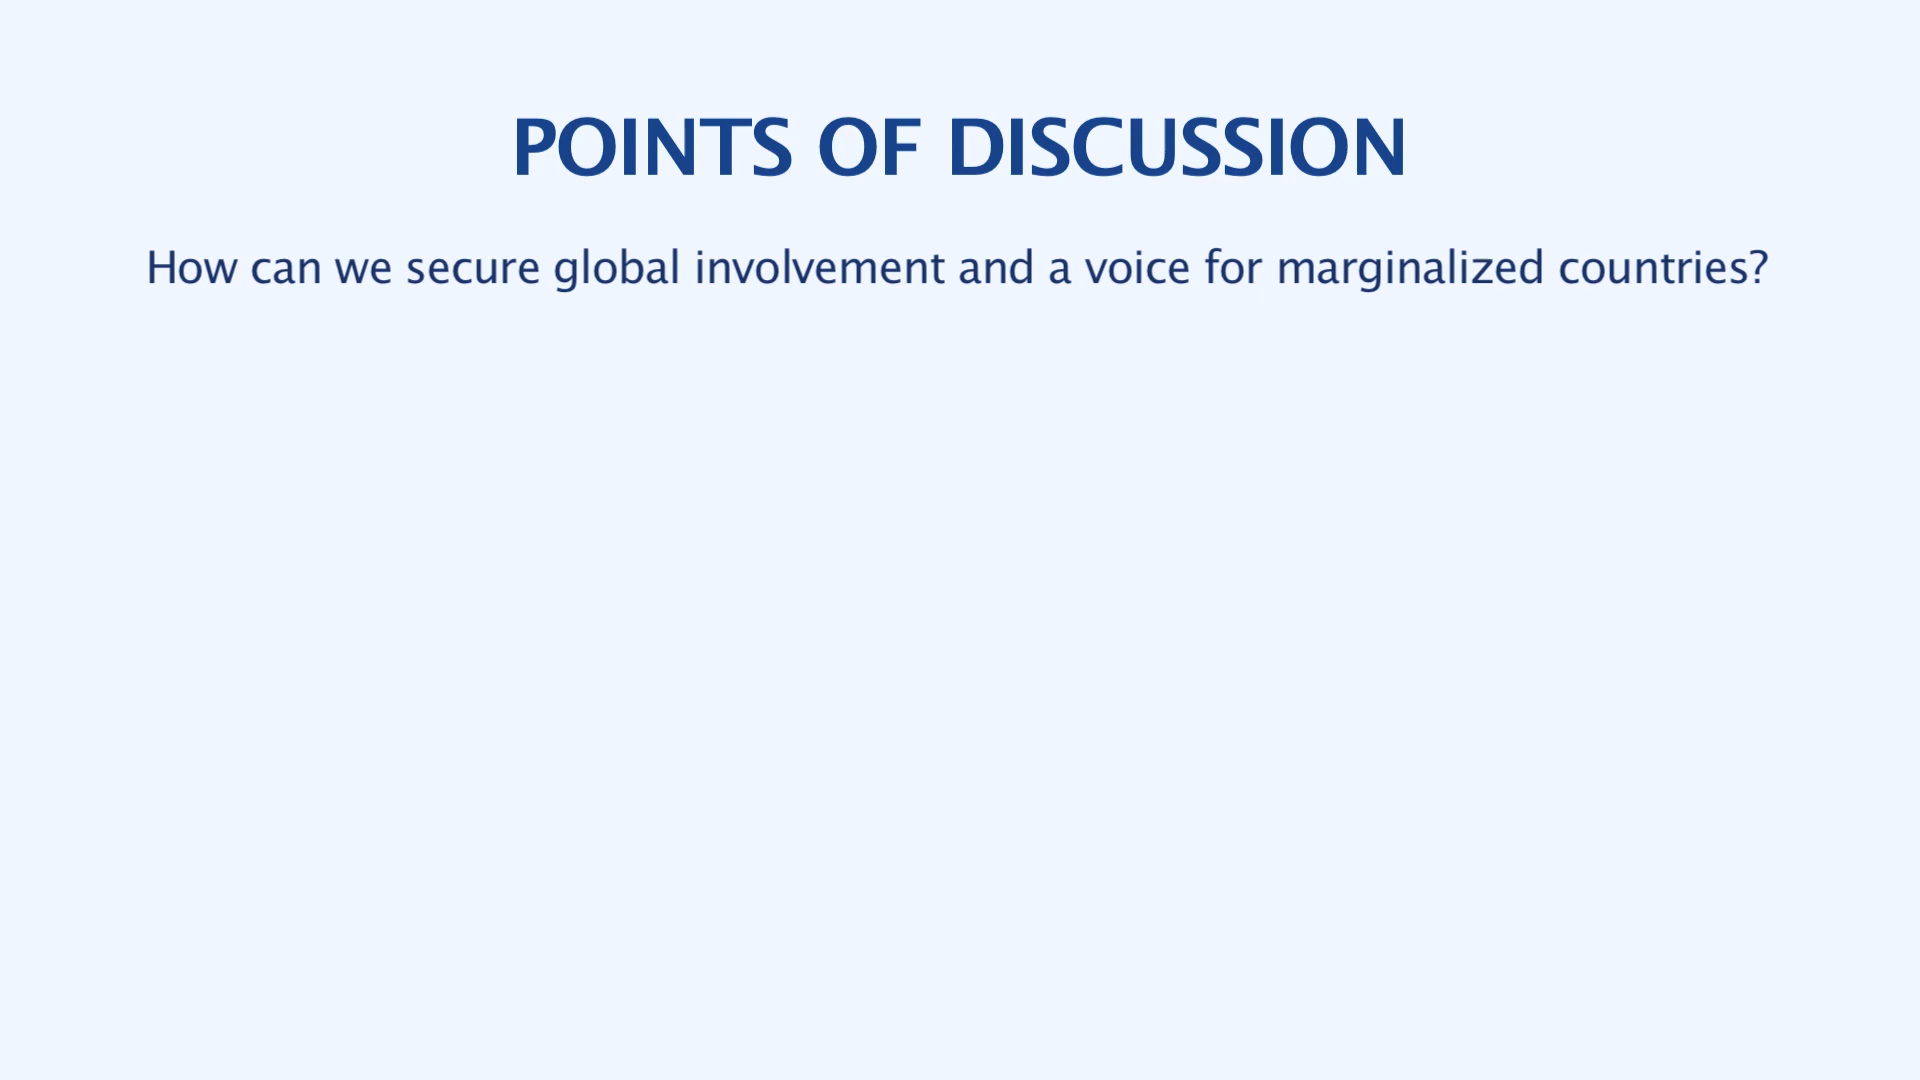 POINTS OF DISCUSSION
How can we secure global involvement and a voice for marginalized countries?